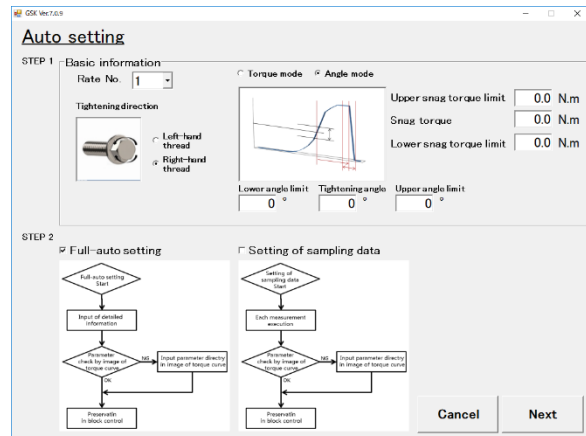 GSK Ver.7.0.9
Auto setting
STEP 1
Basic information
Rate No. 1
Torque mode Angle mode
Tightening direction
Left-hand
thread
Right-hand
thread
Upper snag torque limit 0.0 N.m
Snag torque 0.0 N.m
Lower snag torque limit 0.0 N.m
Lower angle limit Tightening angle Upper angle limit
0 ° 0 ° 0 °
STEP 2
Full-auto setting
Setting of sampling data
Full-auto setting
Start
Input of detailed
information
Parameter
check by image of
torque curve
NG
Input parameter directry
in image of torque curve
OK
Preservatin
in block control
Setting of
sampling data
Start
Each measurement
execution
Parameter
check by image of
torque curve
NG
Input parameter directry
in image of torque curve
OK
Preservatin
in block control
Cancel
Next